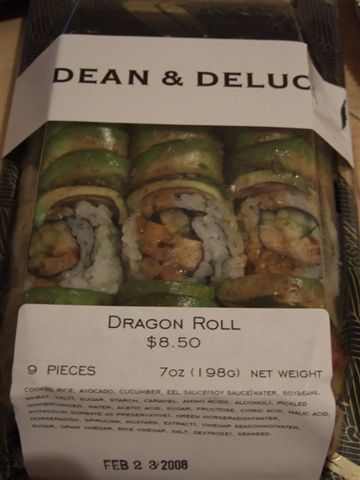 DEAN & DELUC
DRAGON ROLL
$8.50
9 PIECES 7OZ (198G) NET WEIGHT
COOKED RICE, AVOCADO, CUCUMBER, EEL SAUCE(SOY SAUCE(WATER, SOYBEANS,
WHEAT, SALT), SUGAR, STARCH, CARAMEL, AMINO ACIDS, ALCOHOL), PICKLED
GINGER(GINGER, WATER, ACETIC ACID, SUGAR, FRUCTOSE, CITRIC ACID, MALIC ACID,
POTASSIUM SORBATE AS PRESERVATIVE), GREEN HORSERADISH(WATER,
HORSERADISH, SPIRULINA, MUSTARD, EXTRACT), VINEGAR SEASONING(WATER,
SUGAR, GRAIN VINEGAR, RICE VINEGAR, SALT, DEXTROSE), SEAWEED.
FEB 2 3 2008